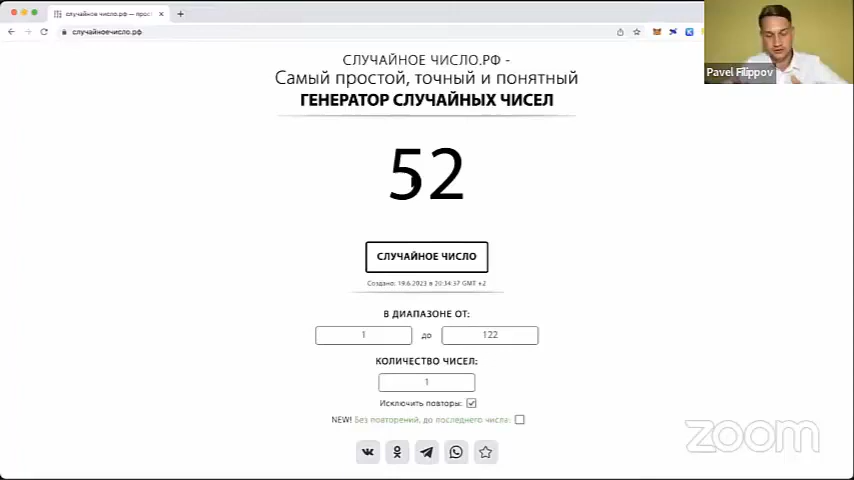 случайное число.рф — прост
случайноечисло.рф
Pavel Filippov
СЛУЧАЙНОЕ ЧИСЛО.РФ -
Самый простой, точный и понятный
ГЕНЕРАТОР СЛУЧАЙНЫХ ЧИСЕЛ
52
СЛУЧАЙНОЕ ЧИСЛО
Создано: 19.6.2023 в 20:34:37 GMT +2
В ДИАПАЗОНЕ ОТ:
1 до 122
КОЛИЧЕСТВО ЧИСЕЛ:
1
Исключить повторы:
NEW! Без повторений, до последнего числа:
zoom